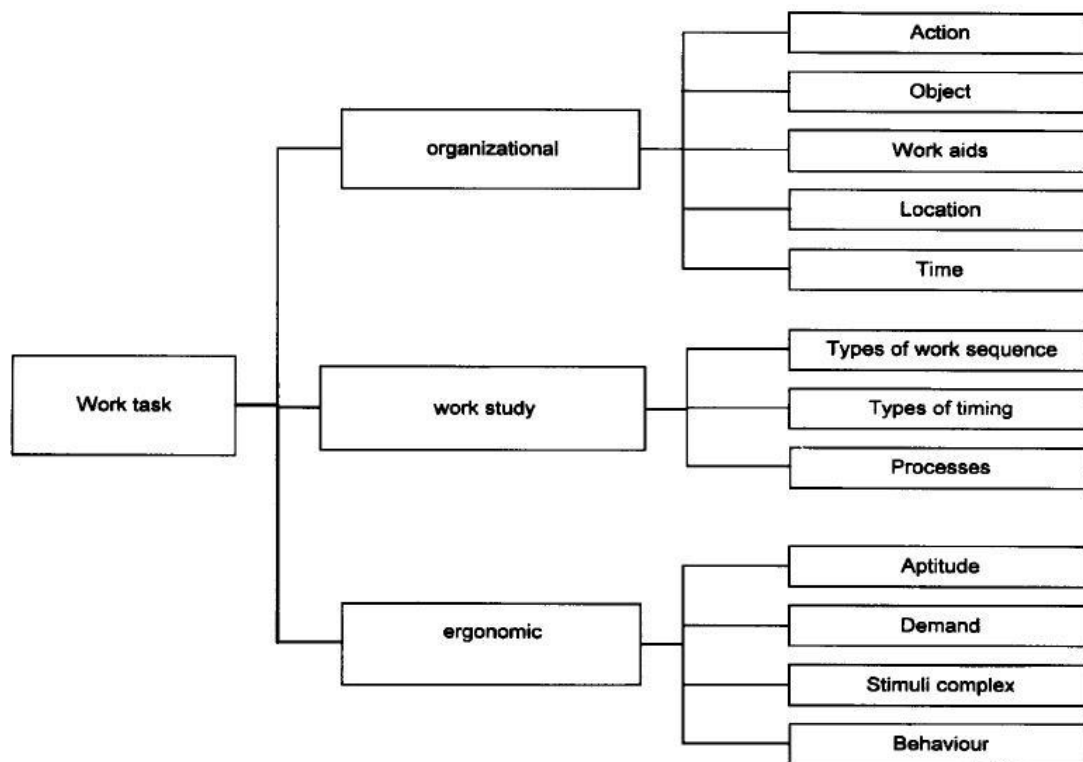 Work task
organizational
Action
Object
Work aids
Location
Time
work study
Types of work sequence
Types of timing
Processes
ergonomic
Aptitude
Demand
Stimuli complex
Behaviour